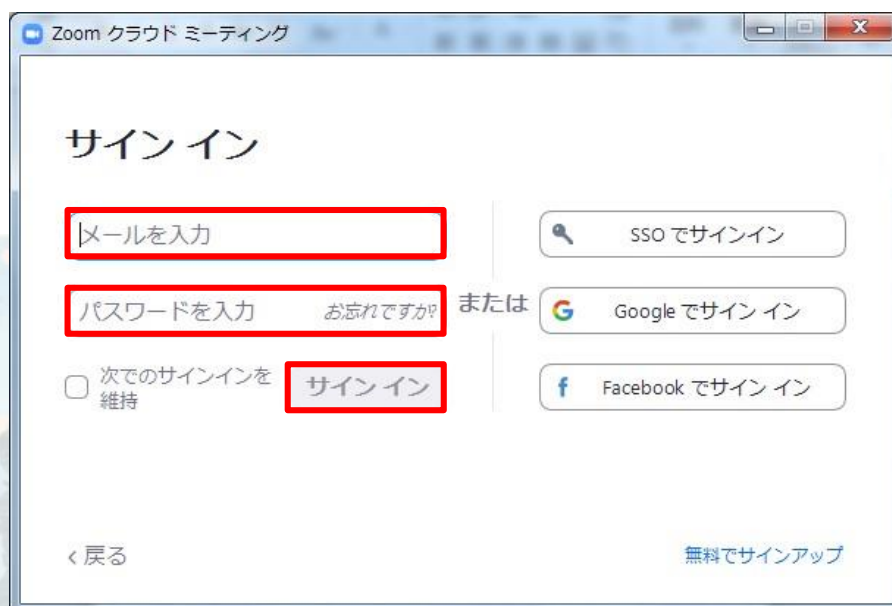 Zoom クラウド ミーティング
サイン イン
メールを入力
パスワードを入力 お忘れですか?
次でのサインインを
維持
サイン イン
または
SSO でサインイン
Google でサイン イン
Facebook でサイン イン
< 戻る
無料でサインアップ